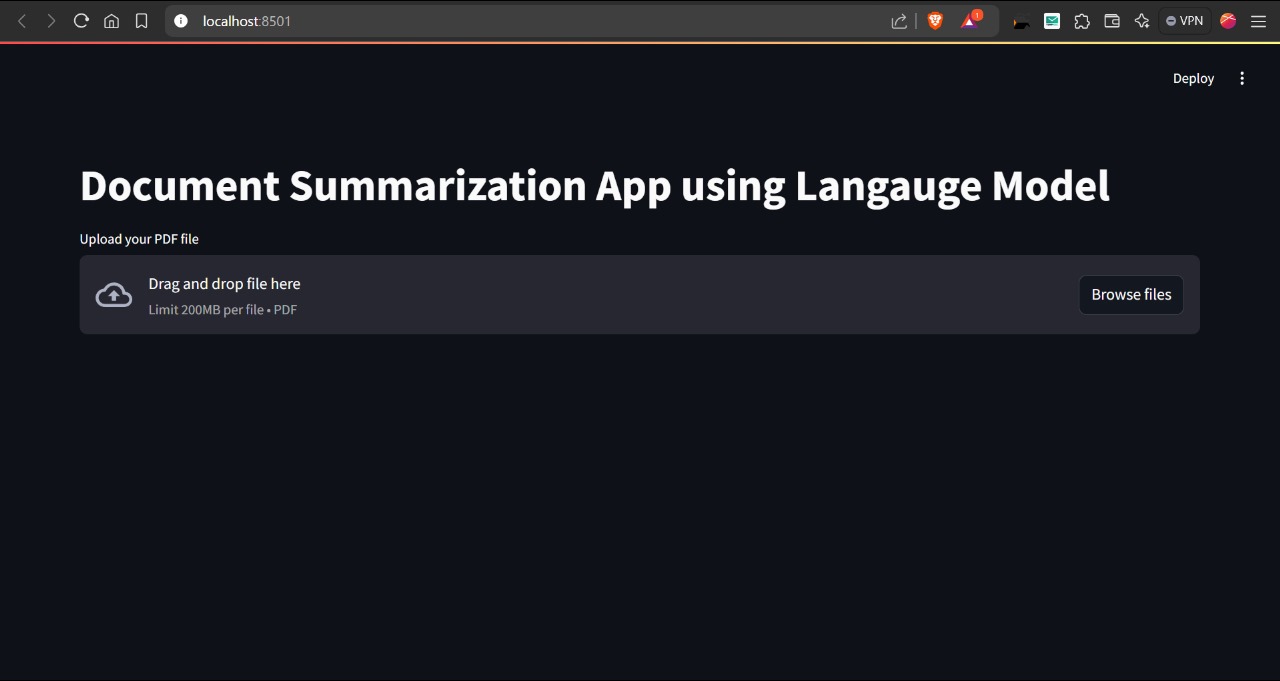 localhost:8501
1
VPN
Deploy
Document Summarization App using Langauge Model
Upload your PDF file
Drag and drop file here
Limit 200MB per file • PDF
Browse files